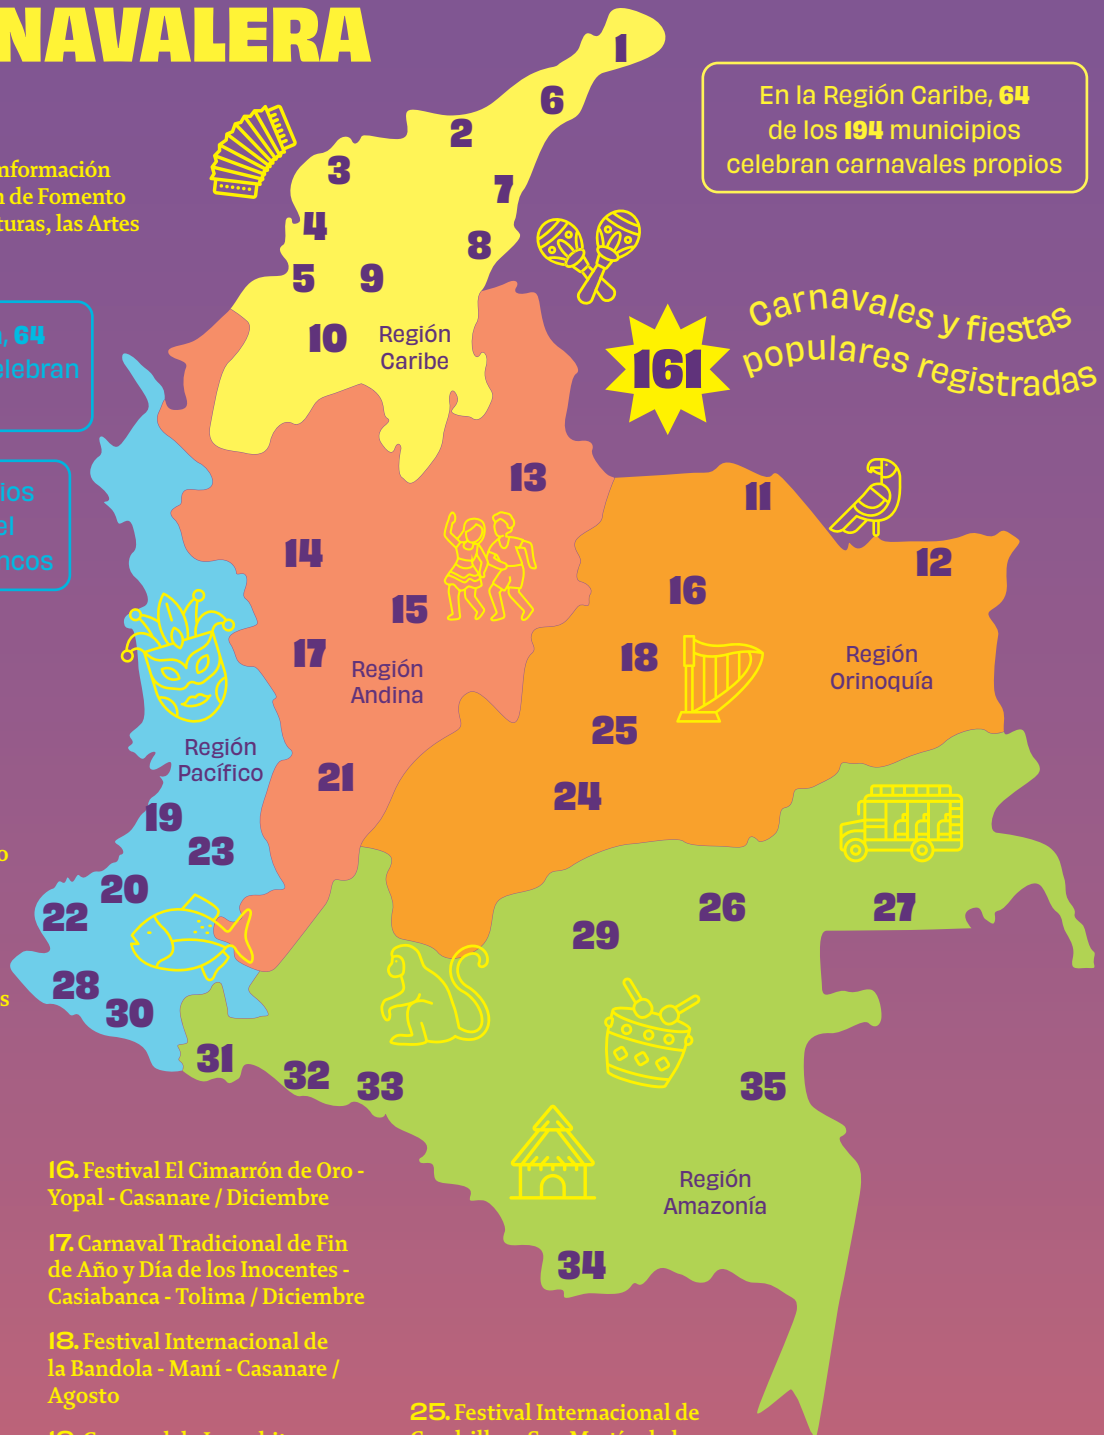 NAVALERA
nformación
n de Fomento
turas, las Artes
En la Región Caribe, 64
de los 194 municipios
celebran carnavales propios
161
Carnavales y fiestas
populares registradas
, 64
elebran
ios
el
ncos
1
6
2
3
7
4
8
5
9
10
Región
Caribe
13
11
12
14
16
15
17
18
Región
Andina
Región
Orinoquía
25
Región
Pacífico
21
24
19
23
o
20
22
26
27
29
28
s
30
31
32
33
35
Región
Amazonía
34
16. Festival El Cimarrón de Oro -
Yopal - Casanare / Diciembre
17. Carnaval Tradicional de Fin
de Año y Día de los Inocentes -
Casiabanca - Tolima / Diciembre
18. Festival Internacional de
la Bandola - Maní - Casanare /
Agosto
25. Festival Internacional de